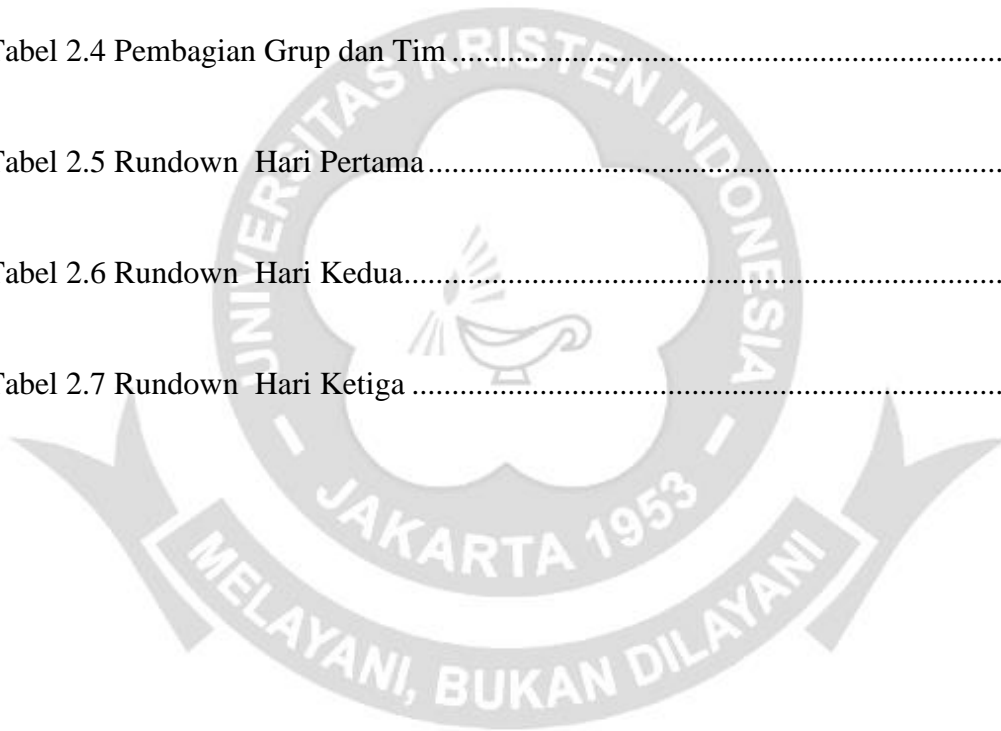 Tabel 2.4 Pembagian Grup dan Tim ....................................................................
Tabel 2.5 Rundown  Hari Pertama .......................................................................
Tabel 2.6 Rundown  Hari Kedua..........................................................................
Tabel 2.7 Rundown  Hari Ketiga .........................................................................
UNIVERSITAS KRISTEN INDONESIA
- JAKARTA 1953 -
MELAYANI, BUKAN DILAYANI